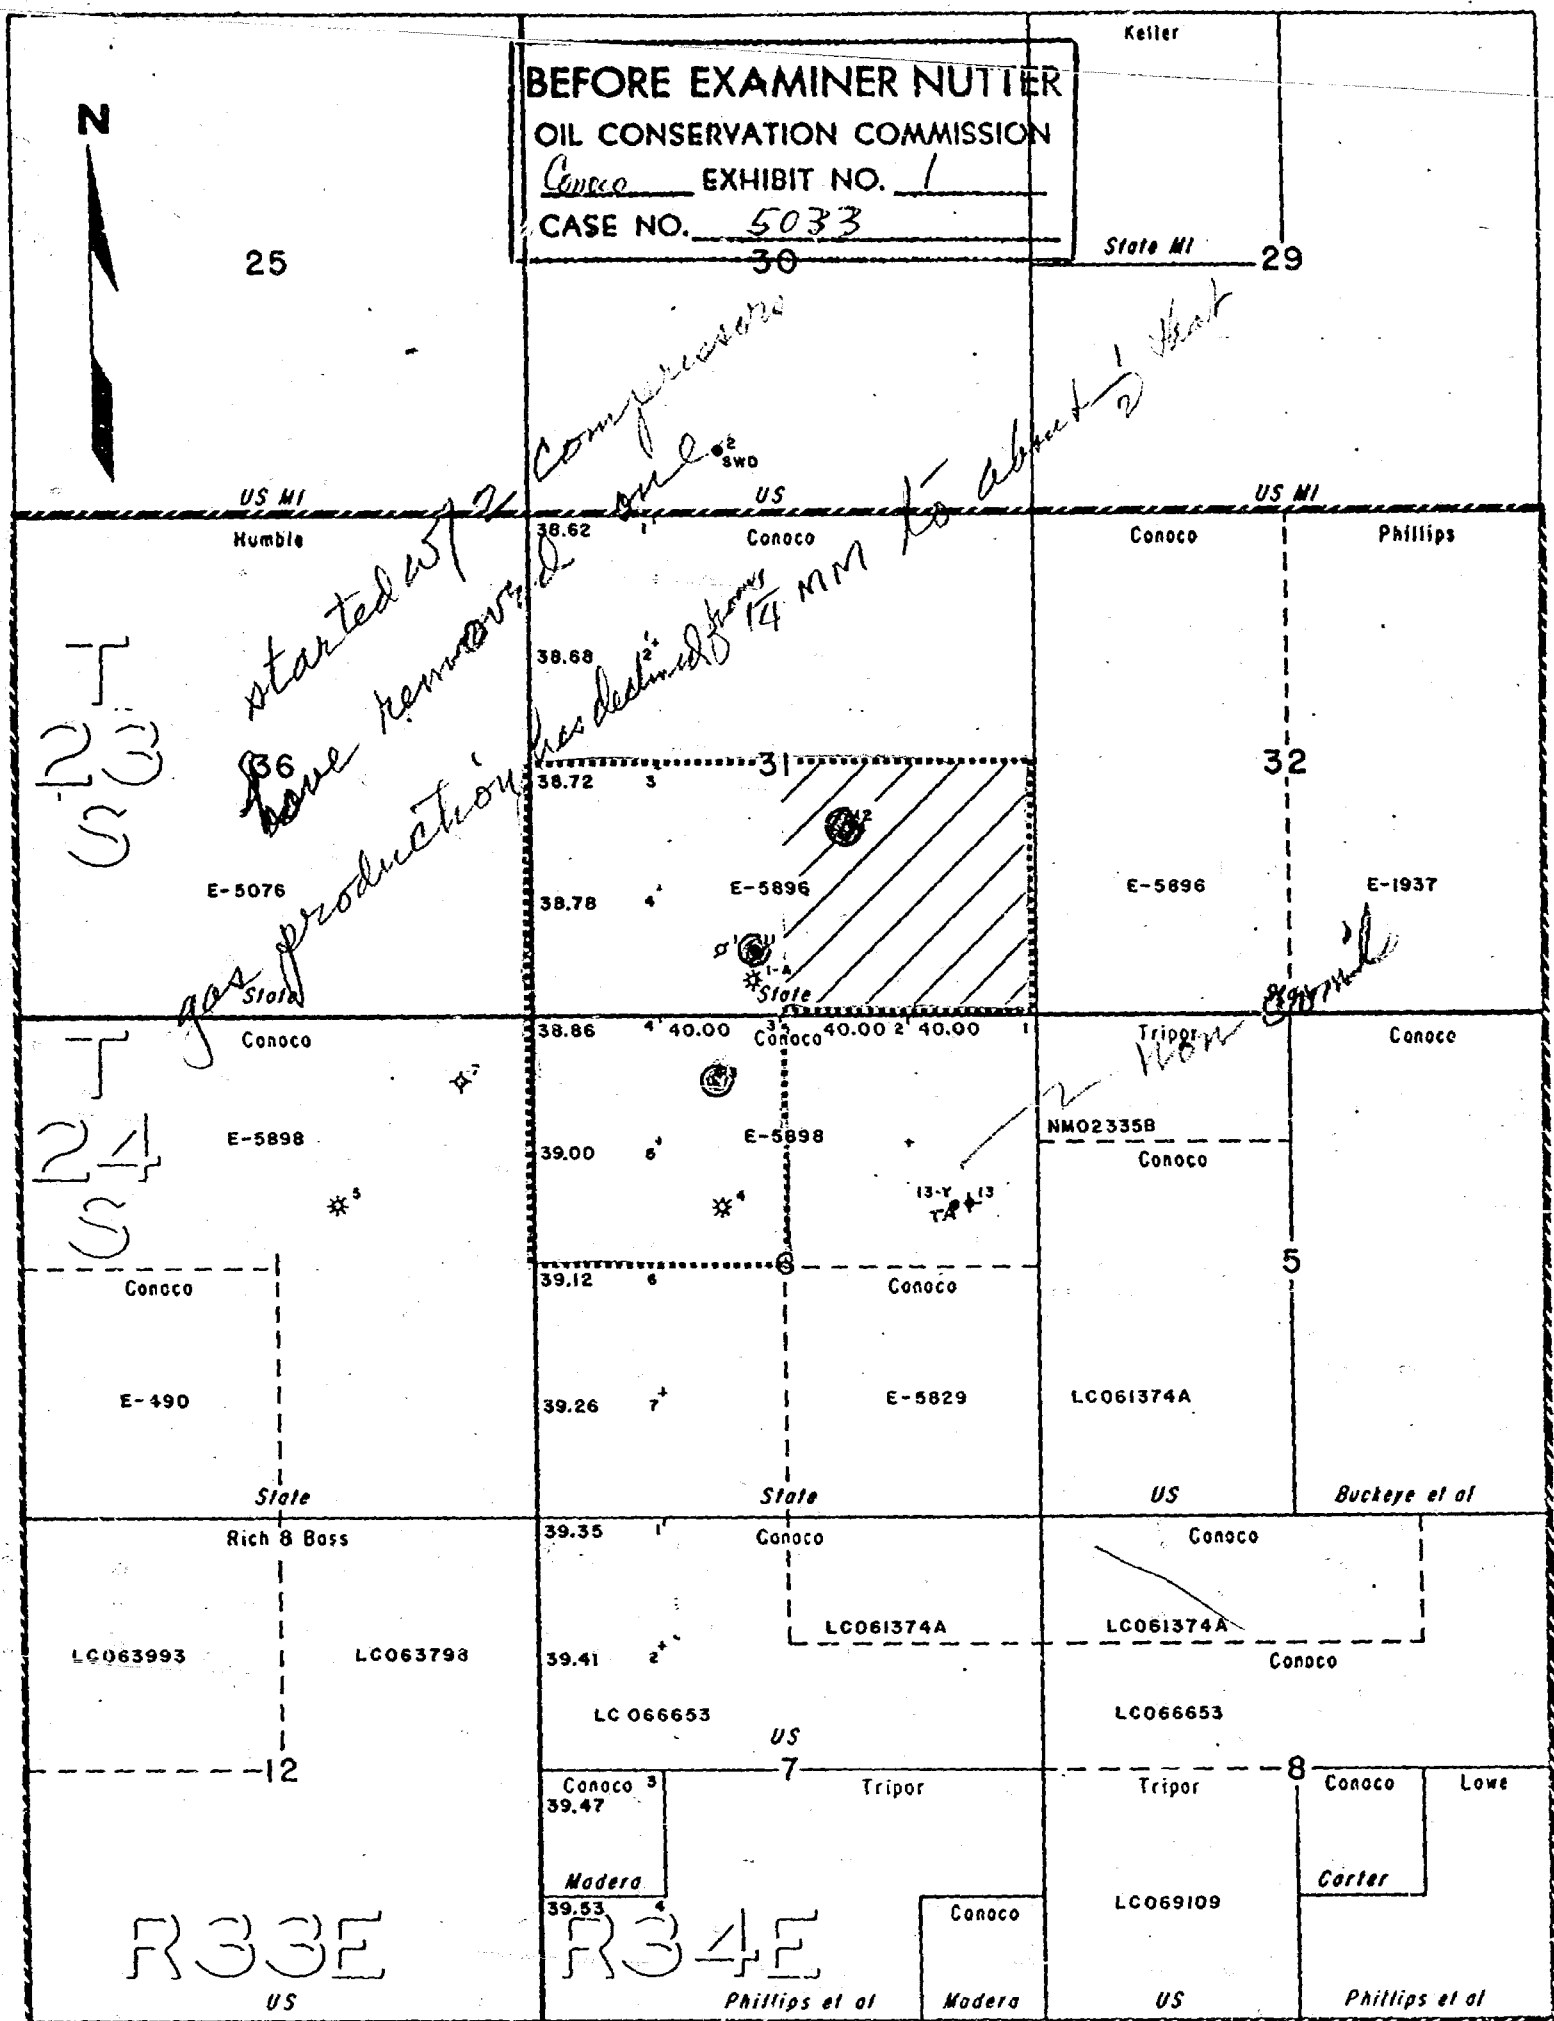 Keller
BEFORE EXAMINER NUTTER
OIL CONSERVATION COMMISSION
Conoco EXHIBIT NO. 1
CASE NO. 5033
N
25
30
State MI
29
started w/ 2 compressors
have removed one
gas production has declined from 14 MM to about 1/2 that
2
SWD
US MI
US
US MI
Humble
38.62
1
Conoco
Conoco
Phillips
38.68
2
T
23
S
36
31
32
38.72
3
12
E-5076
38.78
4
E-5896
E-5896
E-1937
1
11
1-A
State
State
Conoco
38.86
4
40.00
3
Conoco
40.00
2
40.00
1
Tripor
Conoco
2 non
T
24
S
3
E-5898
39.00
5
E-5898
NM02335B
Conoco
5
4
13-Y
13
TA
Conoco
39.12
6
Conoco
5
E-490
39.26
7
E-5829
LC061374A
State
State
US
Buckeye et al
Rich & Bass
39.35
1
Conoco
Conoco
LC061374A
LC061374A
LC063993
LC063798
39.41
2
Conoco
LC066653
LC066653
US
12
7
8
Conoco
3
Tripor
Tripor
Conoco
Lowe
39.47
Madera
Carter
39.53
4
Conoco
LC069109
R33E
R34E
US
Phillips et al
Madera
US
Phillips et al